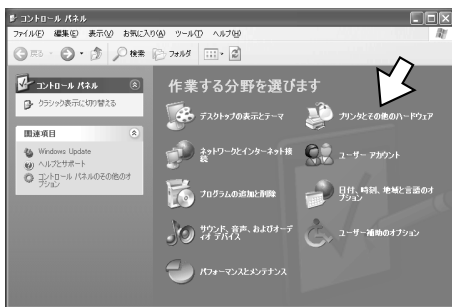 コントロール パネル
ファイル(F) 編集(E) 表示(V) お気に入り(A) ツール(T) ヘルプ(H)
戻る 検索 フォルダ
コントロール パネル
クラシック表示に切り替える
関連項目
Windows Update
ヘルプとサポート
コントロール パネルのその他のオプション
作業する分野を選びます
デスクトップの表示とテーマ
プリンタとその他のハードウェア
ネットワークとインターネット接続
ユーザー アカウント
プログラムの追加と削除
日付、時刻、地域と言語のオプション
サウンド、音声、およびオーディオ デバイス
ユーザー補助のオプション
パフォーマンスとメンテナンス